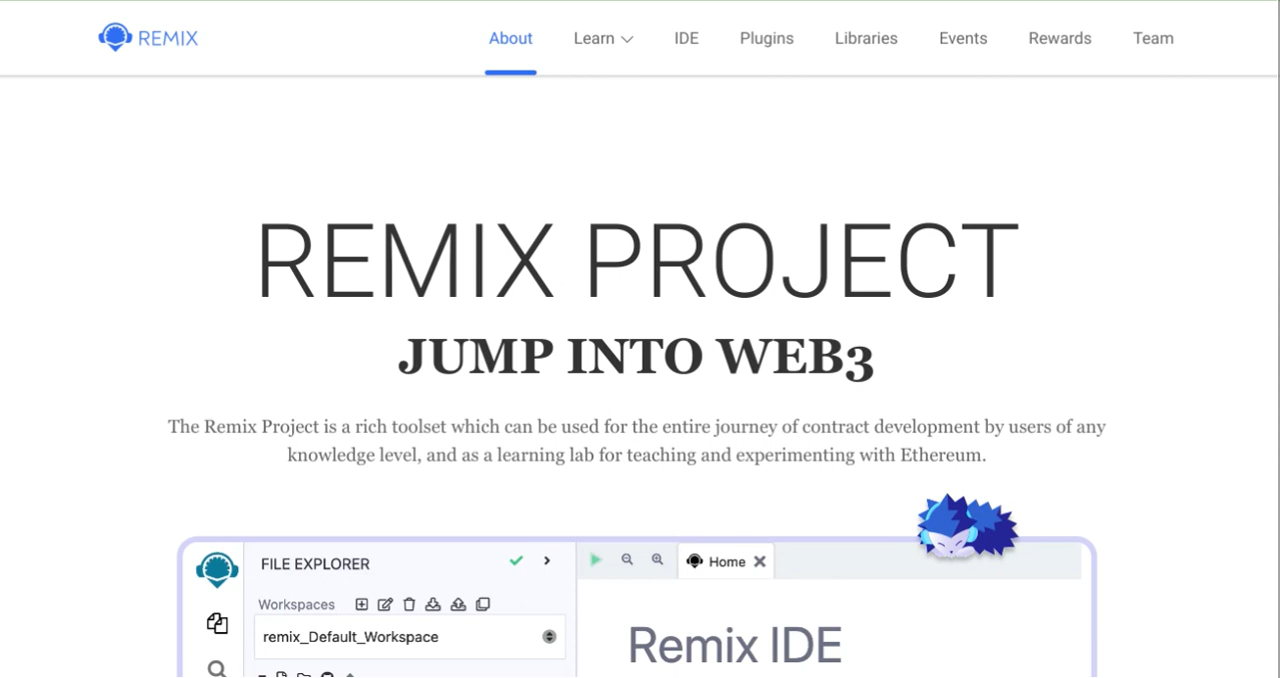 REMIX
About
Learn
IDE
Plugins
Libraries
Events
Rewards
Team
REMIX PROJECT
JUMP INTO WEB3
The Remix Project is a rich toolset which can be used for the entire journey of contract development by users of any
knowledge level, and as a learning lab for teaching and experimenting with Ethereum.
FILE EXPLORER
Home
Workspaces
remix_Default_Workspace
Remix IDE